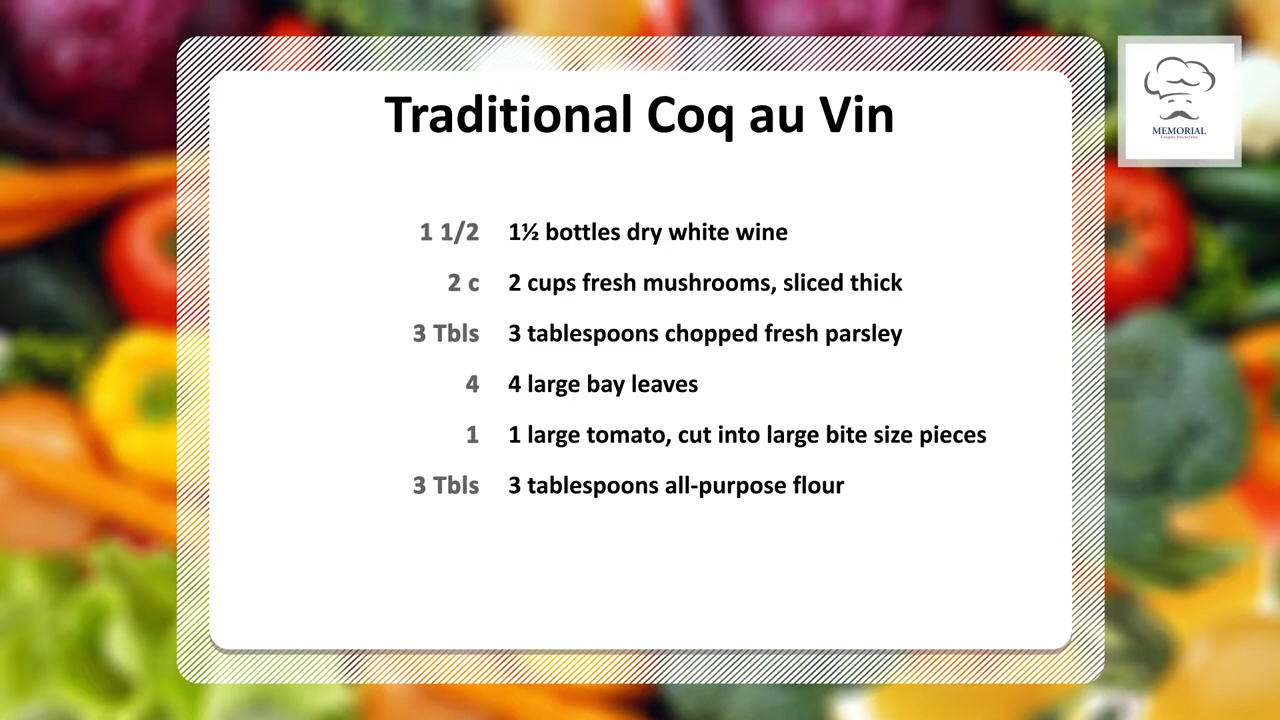 Traditional Coq au Vin
MEMORIAL
1 1/2 1½ bottles dry white wine
2 c 2 cups fresh mushrooms, sliced thick
3 Tbls 3 tablespoons chopped fresh parsley
4 4 large bay leaves
1 1 large tomato, cut into large bite size pieces
3 Tbls 3 tablespoons all-purpose flour